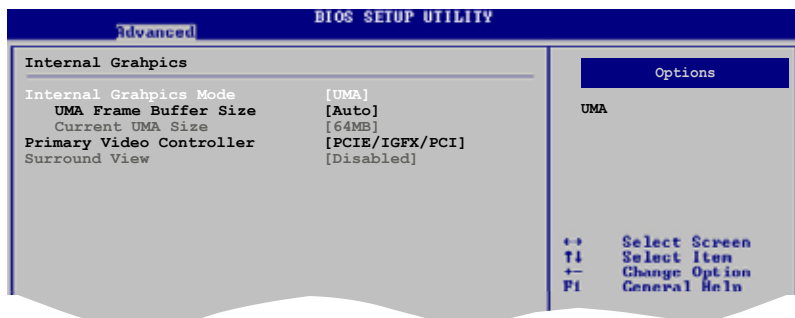 BIOS SETUP UTILITY
Advanced
Internal Grahpics
Internal Grahpics Mode [UMA]
UMA Frame Buffer Size [Auto]
Current UMA Size [64MB]
Primary Video Controller [PCIE/IGFX/PCI]
Surround View [Disabled]
Options
UMA
←→ Select Screen
↑↓ Select Item
+- Change Option
F1 General Help